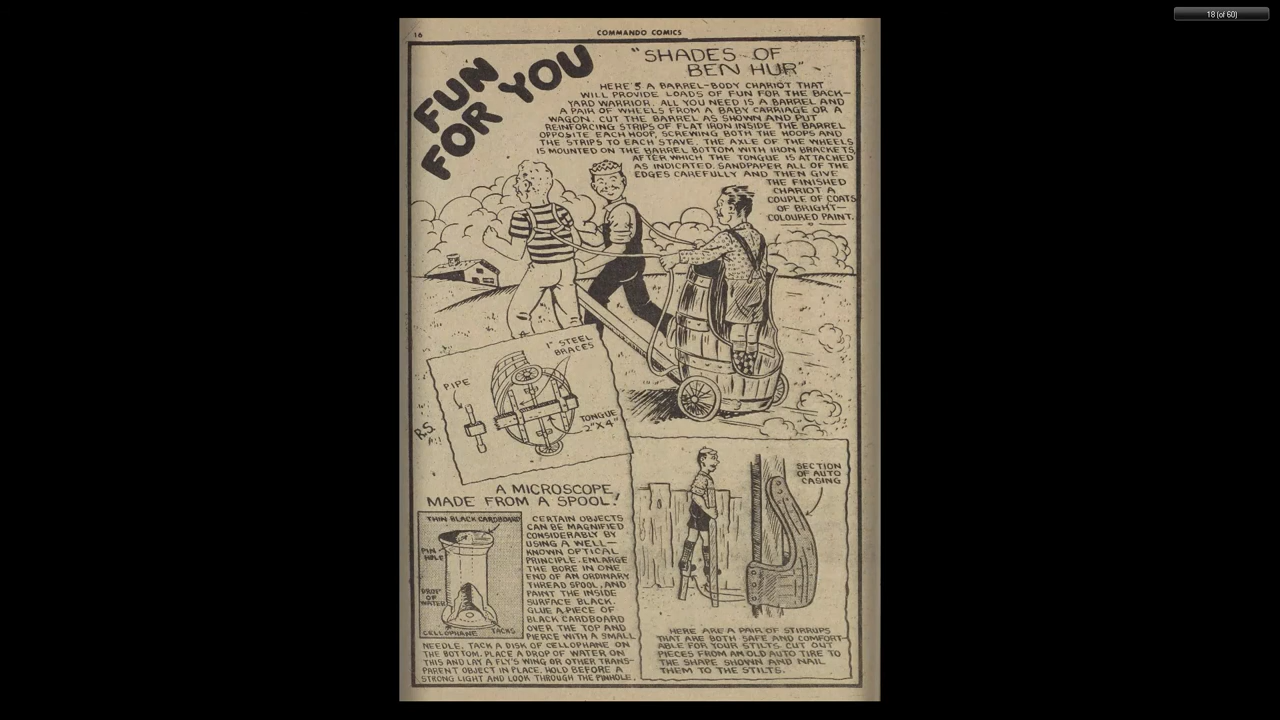 18 (of 60)
16
COMMANDO COMICS
FUN
FOR YOU
"SHADES OF
BEN HUR"
HERE'S A BARREL-BODY CHARIOT THAT
WILL PROVIDE LOADS OF FUN FOR THE BACK-
YARD WARRIOR. ALL YOU NEED IS A BARREL AND
A PAIR OF WHEELS FROM A BABY CARRIAGE OR A
WAGON. CUT THE BARREL AS SHOWN AND PUT
REINFORCING STRIPS OF FLAT IRON INSIDE THE BARREL
OPPOSITE EACH HOOP, SCREWING BOTH THE HOOPS AND
THE STRIPS TO EACH STAVE. THE AXLE OF THE WHEELS
IS MOUNTED ON THE BARREL BOTTOM WITH IRON BRACKETS,
AFTER WHICH THE TONGUE IS ATTACHED
AS INDICATED. SANDPAPER ALL OF THE
EDGES CAREFULLY AND THEN GIVE
THE FINISHED
CHARIOT A
COUPLE OF COATS
OF BRIGHT-
COLOURED PAINT.
1" STEEL
BRACES
PIPE
TONGUE
2"X4"
R.S.
A MICROSCOPE
MADE FROM A SPOOL!
THIN BLACK CARDBOARD
PIN
HOLE
DROP
OF
WATER
CELLOPHANE TACKS
CERTAIN OBJECTS
CAN BE MAGNIFIED
CONSIDERABLY BY
USING A WELL-
KNOWN OPTICAL
PRINCIPLE. ENLARGE
THE BORE IN ONE
END OF AN ORDINARY
THREAD SPOOL, AND
PAINT THE INSIDE
SURFACE BLACK.
GLUE A PIECE OF
BLACK CARDBOARD
OVER THE TOP AND
PIERCE WITH A SMALL
NEEDLE. TACK A DISK OF CELLOPHANE ON
THE BOTTOM. PLACE A DROP OF WATER ON
THIS AND LAY A FLY'S WING OR OTHER TRANS-
PARENT OBJECT IN PLACE. HOLD BEFORE A
STRONG LIGHT AND LOOK THROUGH THE PINHOLE.
SECTION
OF AUTO
CASING
HERE ARE A PAIR OF STIRRUPS
THAT ARE BOTH SAFE AND COMFORT-
ABLE FOR YOUR STILTS. CUT OUT
PIECES FROM AN OLD AUTO TIRE TO
THE SHAPE SHOWN AND NAIL
THEM TO THE STILTS.